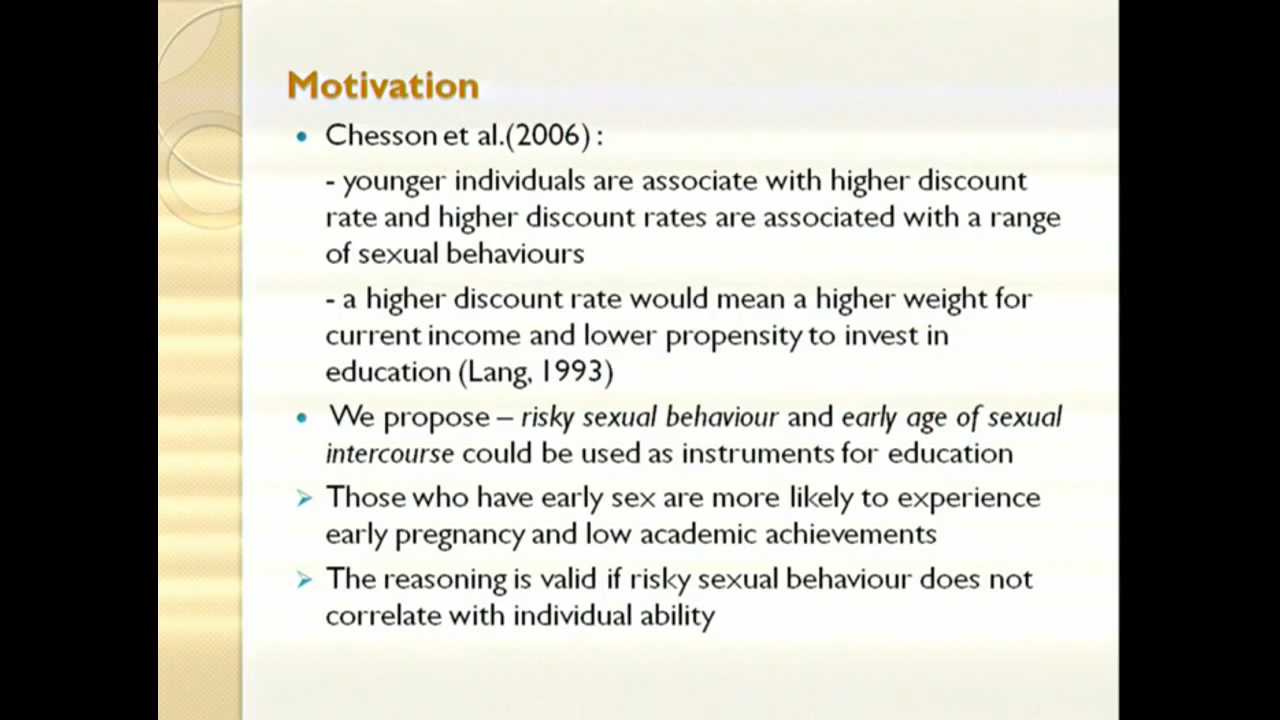 Motivation
• Chesson et al.(2006) :
- younger individuals are associate with higher discount
rate and higher discount rates are associated with a range
of sexual behaviours
- a higher discount rate would mean a higher weight for
current income and lower propensity to invest in
education (Lang, 1993)
• We propose – risky sexual behaviour and early age of sexual
intercourse could be used as instruments for education
➢ Those who have early sex are more likely to experience
early pregnancy and low academic achievements
➢ The reasoning is valid if risky sexual behaviour does not
correlate with individual ability